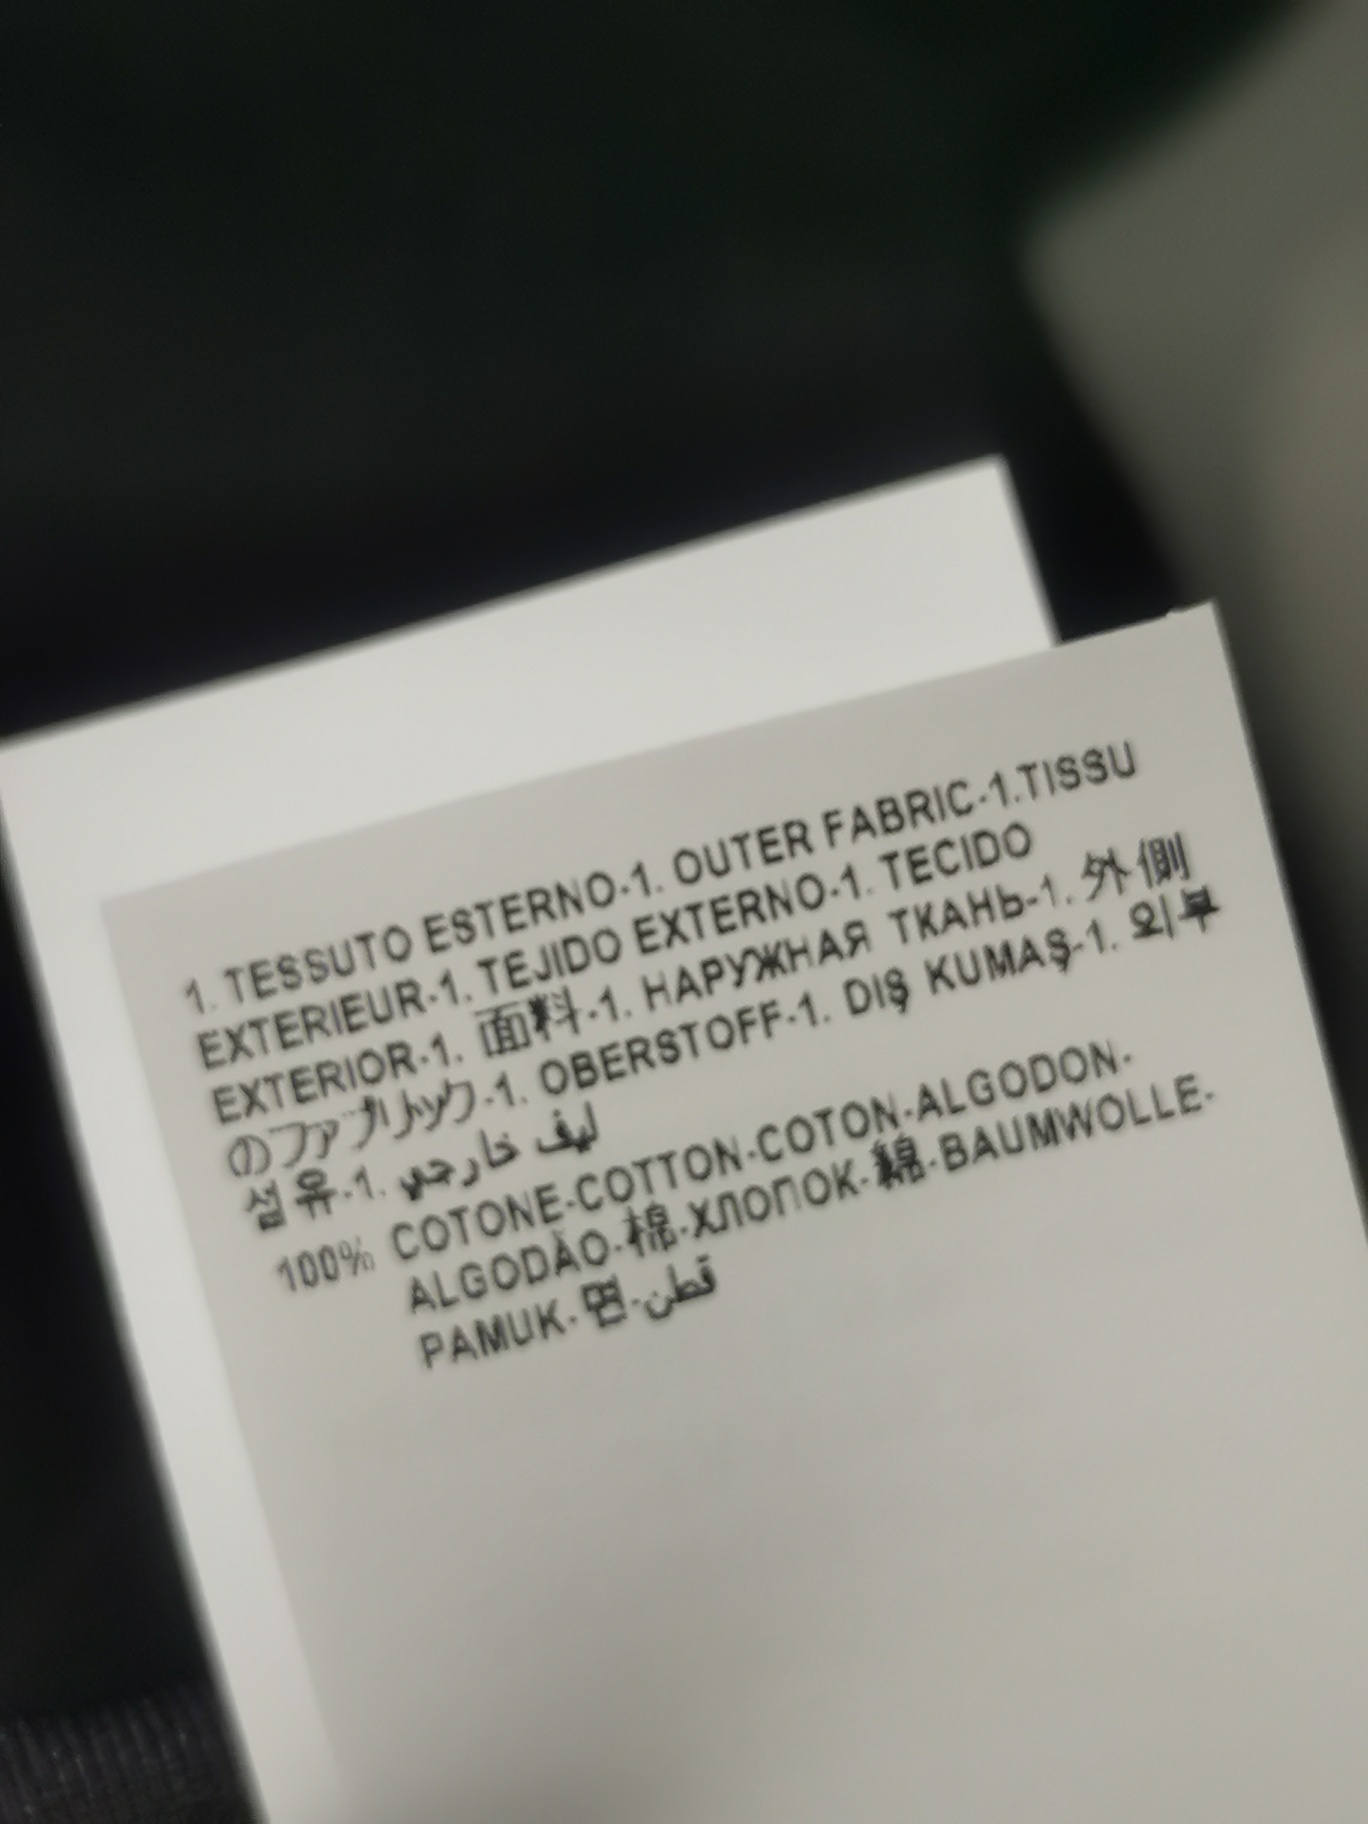 1. TESSUTO ESTERNO-1. OUTER FABRIC-1.TISSU
EXTERIEUR-1. TEJIDO EXTERNO-1. TECIDO
EXTERIOR-1. 面料-1. НАРУЖНАЯ ТКАНЬ-1. 外側
のファブリック-1. OBERSTOFF-1. DIŞ KUMAŞ-1. 외부
섬유-1. ليف خارجي
100% COTONE-COTTON-COTON-ALGODON-
ALGODÃO-棉-ХЛОПОК-綿-BAUMWOLLE-
PAMUK-면-قطن